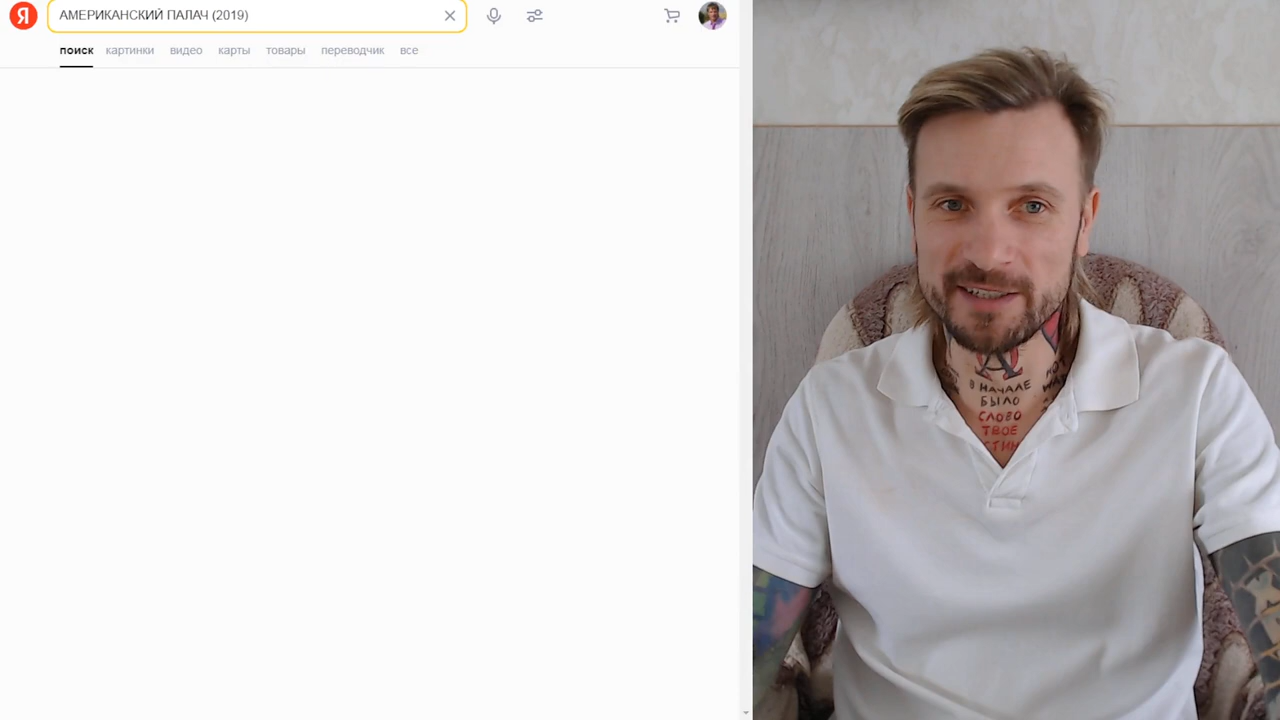 Я
АМЕРИКАНСКИЙ ПАЛАЧ (2019)
поиск картинки видео карты товары переводчик все
А
В НАЧАЛЕ
БЫЛО
СЛОВО
ТВОЕ